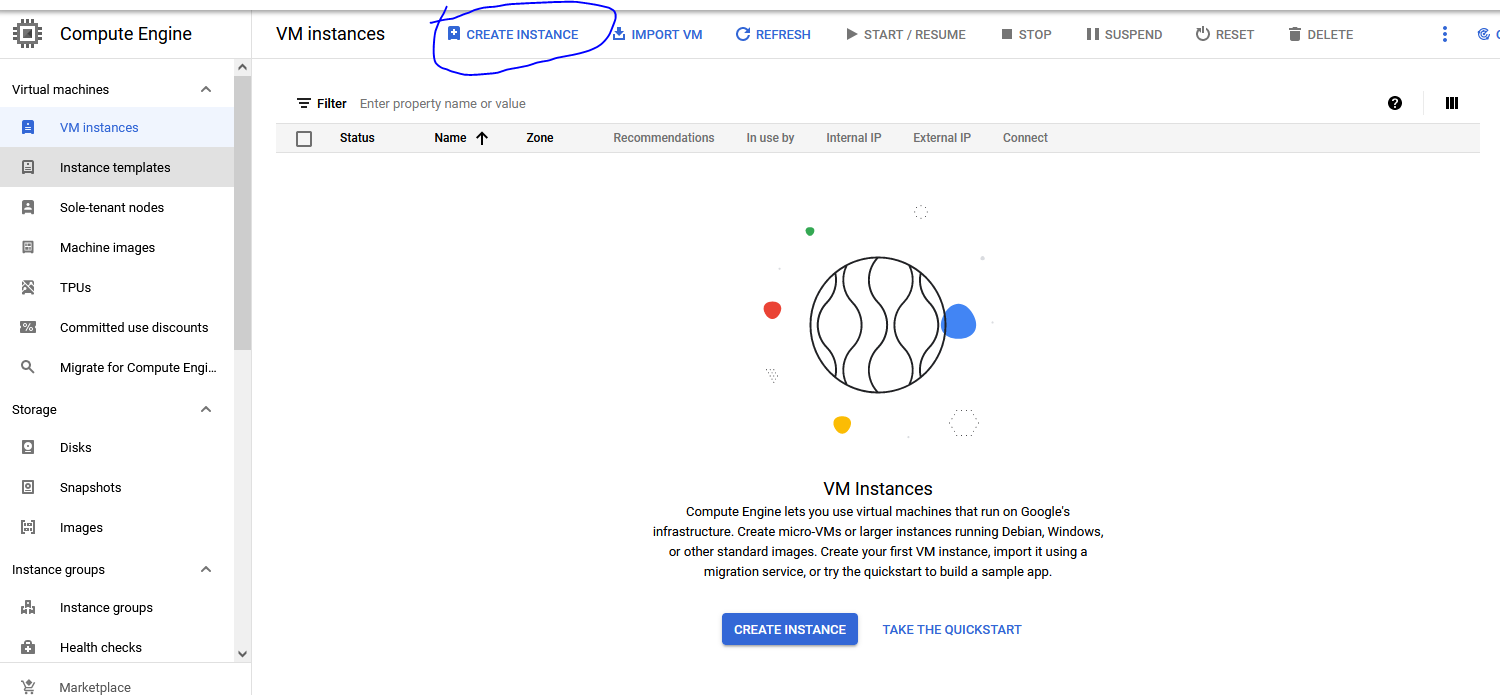 Compute Engine
VM instances
CREATE INSTANCE
IMPORT VM
REFRESH
START / RESUME
STOP
SUSPEND
RESET
DELETE
Virtual machines
VM instances
Instance templates
Sole-tenant nodes
Machine images
TPUs
Committed use discounts
Migrate for Compute Engi...
Storage
Disks
Snapshots
Images
Instance groups
Instance groups
Health checks
Marketplace
Filter Enter property name or value
Status Name Zone Recommendations In use by Internal IP External IP Connect
VM Instances
Compute Engine lets you use virtual machines that run on Google's
infrastructure. Create micro-VMs or larger instances running Debian, Windows,
or other standard images. Create your first VM instance, import it using a
migration service, or try the quickstart to build a sample app.
CREATE INSTANCE
TAKE THE QUICKSTART